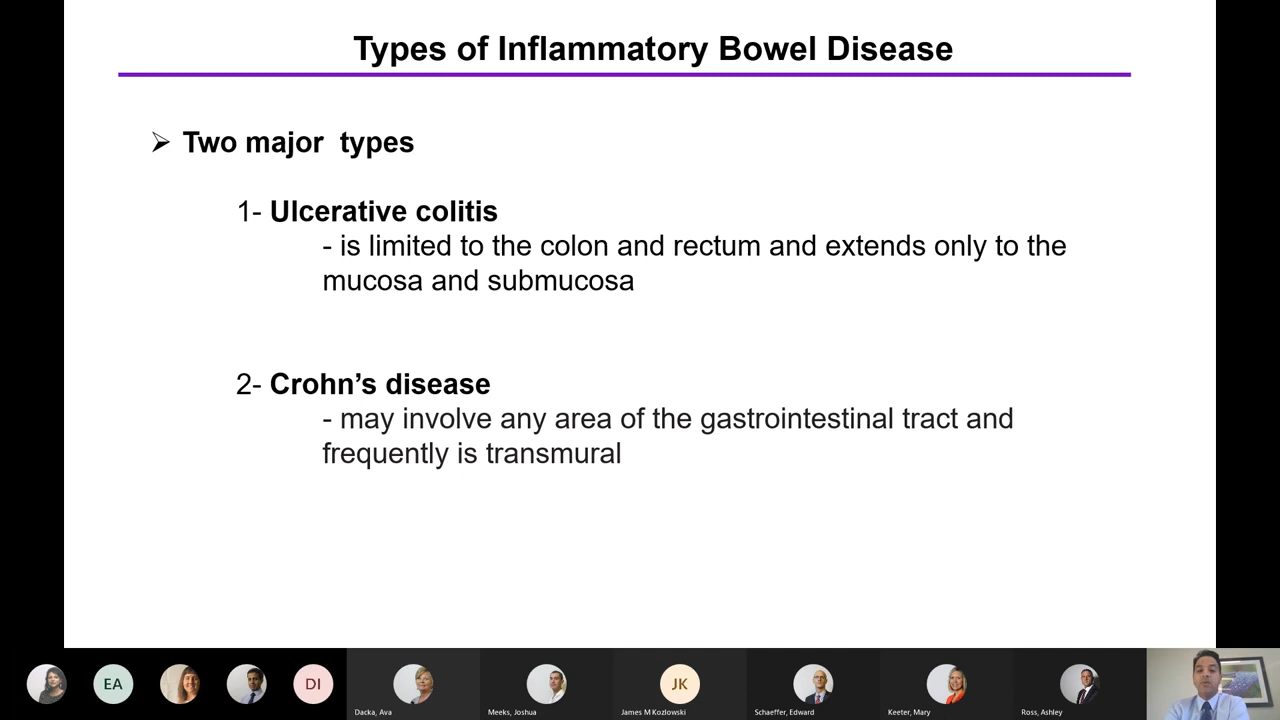 Types of Inflammatory Bowel Disease
➢ Two major  types
1- Ulcerative colitis
- is limited to the colon and rectum and extends only to the
mucosa and submucosa
2- Crohn’s disease
- may involve any area of the gastrointestinal tract and
frequently is transmural
EA
DI
JK
Dacka, Ava
Meeks, Joshua
James M Kozlowski
Schaeffer, Edward
Keeter, Mary
Ross, Ashley